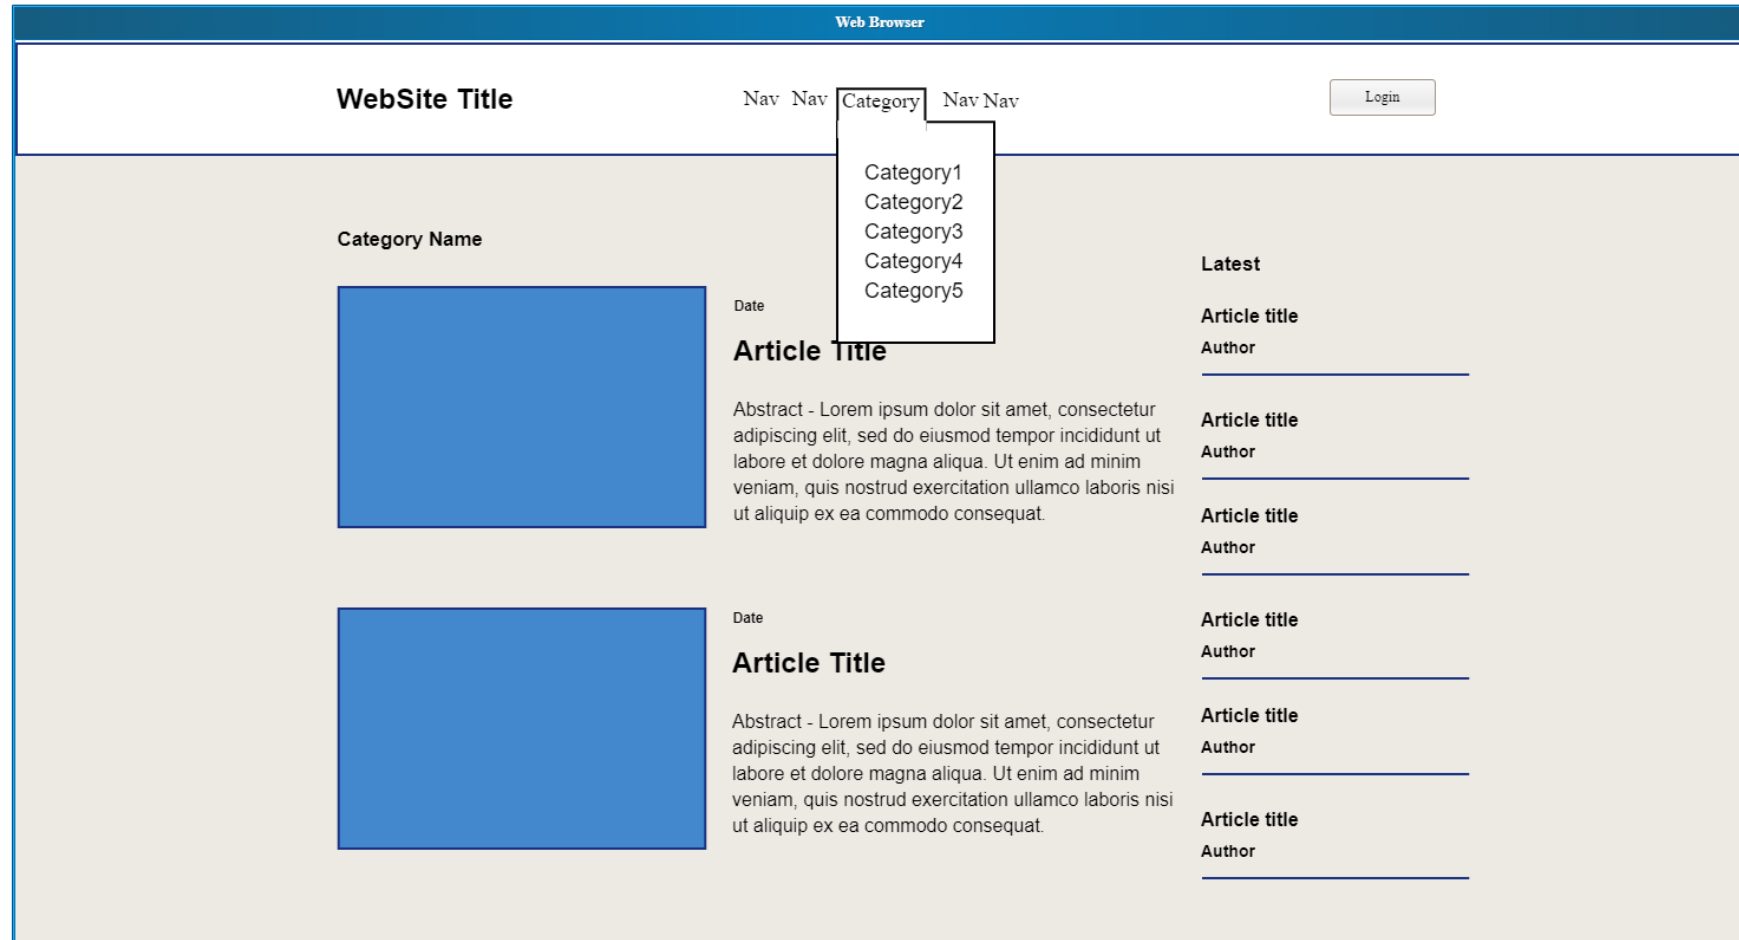 Web Browser
WebSite Title
Nav Nav Category Nav Nav
Login
Category1
Category2
Category3
Category4
Category5
Category Name
Date
Article Title
Abstract - Lorem ipsum dolor sit amet, consectetur
adipiscing elit, sed do eiusmod tempor incididunt ut
labore et dolore magna aliqua. Ut enim ad minim
veniam, quis nostrud exercitation ullamco laboris nisi
ut aliquip ex ea commodo consequat.
Date
Article Title
Abstract - Lorem ipsum dolor sit amet, consectetur
adipiscing elit, sed do eiusmod tempor incididunt ut
labore et dolore magna aliqua. Ut enim ad minim
veniam, quis nostrud exercitation ullamco laboris nisi
ut aliquip ex ea commodo consequat.
Latest
Article title
Author
Article title
Author
Article title
Author
Article title
Author
Article title
Author
Article title
Author